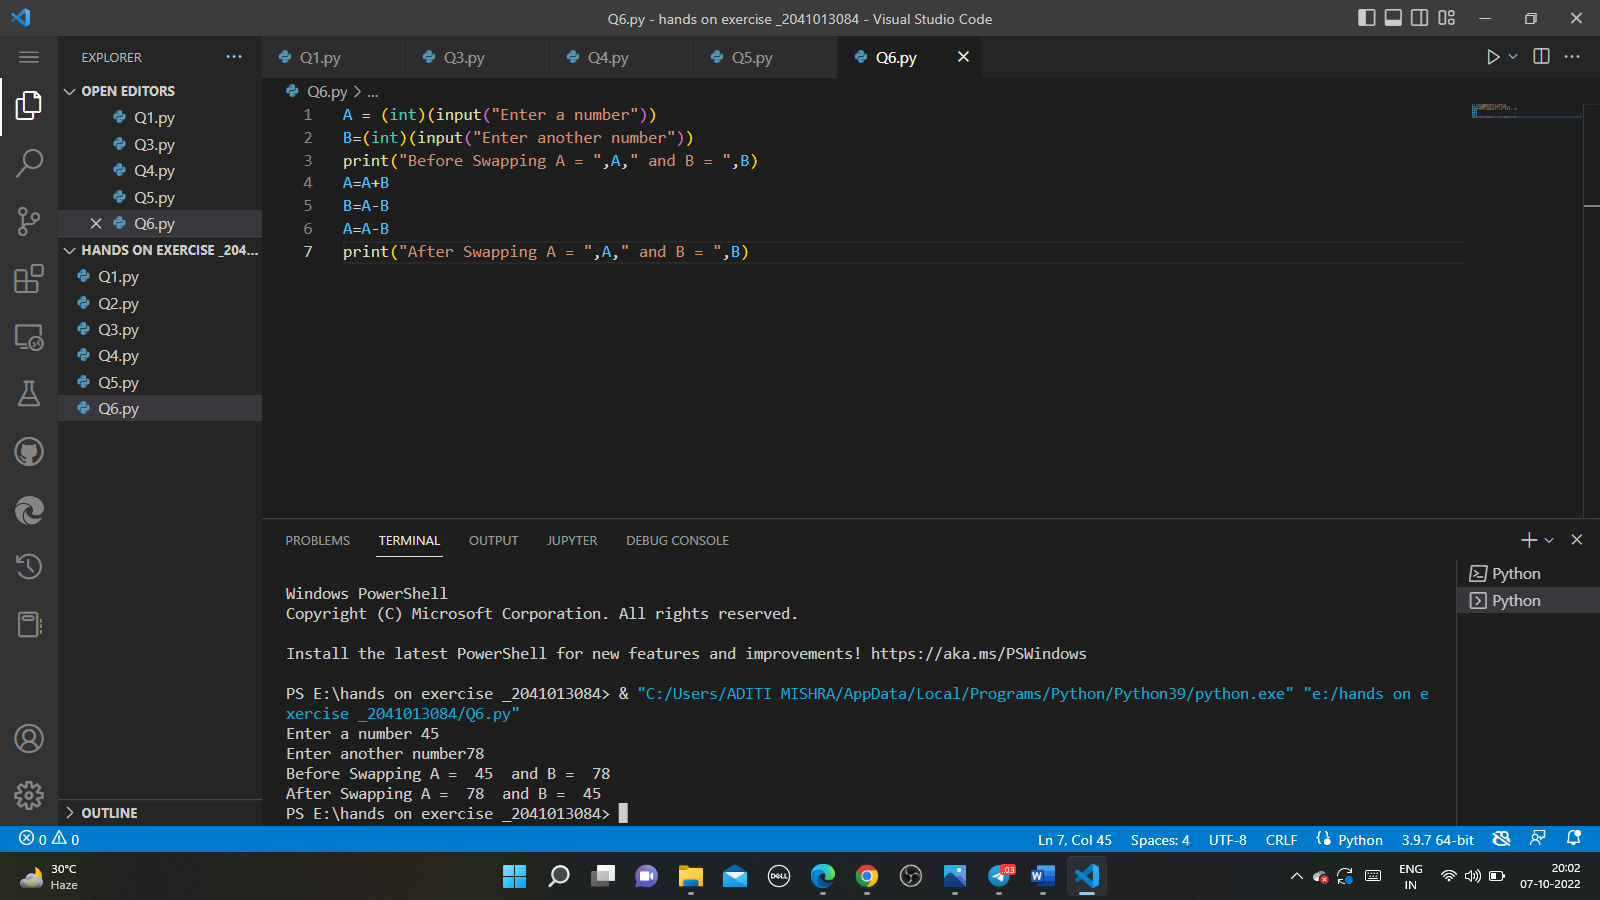 Q6.py - hands on exercise _2041013084 - Visual Studio Code
EXPLORER
Q1.py
Q3.py
Q4.py
Q5.py
Q6.py
OPEN EDITORS
Q1.py
Q3.py
Q4.py
Q5.py
Q6.py
HANDS ON EXERCISE _204...
Q1.py
Q2.py
Q3.py
Q4.py
Q5.py
Q6.py
OUTLINE
Q6.py > ...
1 A = (int)(input("Enter a number"))
2 B=(int)(input("Enter another number"))
3 print("Before Swapping A = ",A," and B = ",B)
4 A=A+B
5 B=A-B
6 A=A-B
7 print("After Swapping A = ",A," and B = ",B)
PROBLEMS TERMINAL OUTPUT JUPYTER DEBUG CONSOLE
Python
Python
Windows PowerShell
Copyright (C) Microsoft Corporation. All rights reserved.
Install the latest PowerShell for new features and improvements! https://aka.ms/PSWindows
PS E:\hands on exercise _2041013084> & "C:/Users/ADITI MISHRA/AppData/Local/Programs/Python/Python39/python.exe" "e:/hands on e
xercise _2041013084/Q6.py"
Enter a number 45
Enter another number78
Before Swapping A =  45  and B =  78
After Swapping A =  78  and B =  45
PS E:\hands on exercise _2041013084>
0 0 Ln 7, Col 45 Spaces: 4 UTF-8 CRLF Python 3.9.7 64-bit
30°C
Haze
DELL
.03
W
ENG
IN
20:02
07-10-2022